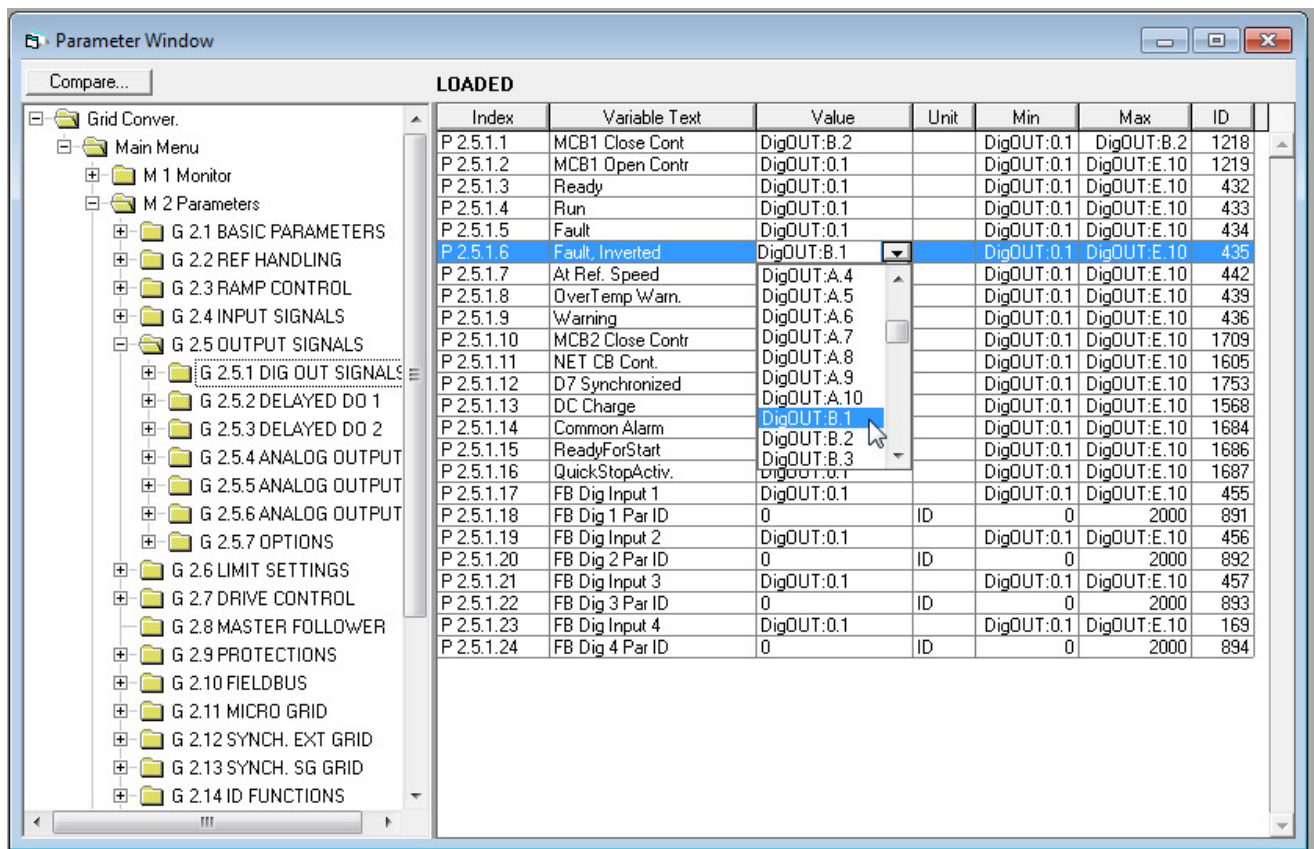 Parameter Window
Compare...
LOADED
Grid Conver.
Main Menu
M 1 Monitor
M 2 Parameters
G 2.1 BASIC PARAMETERS
G 2.2 REF HANDLING
G 2.3 RAMP CONTROL
G 2.4 INPUT SIGNALS
G 2.5 OUTPUT SIGNALS
G 2.5.1 DIG OUT SIGNALS
G 2.5.2 DELAYED DO 1
G 2.5.3 DELAYED DO 2
G 2.5.4 ANALOG OUTPUT
G 2.5.5 ANALOG OUTPUT
G 2.5.6 ANALOG OUTPUT
G 2.5.7 OPTIONS
G 2.6 LIMIT SETTINGS
G 2.7 DRIVE CONTROL
G 2.8 MASTER FOLLOWER
G 2.9 PROTECTIONS
G 2.10 FIELDBUS
G 2.11 MICRO GRID
G 2.12 SYNCH. EXT GRID
G 2.13 SYNCH. SG GRID
G 2.14 ID FUNCTIONS
Index Variable Text Value Unit Min Max ID
P 2.5.1.1 MCB1 Close Cont DigOUT:B.2 DigOUT:0.1 DigOUT:B.2 1218
P 2.5.1.2 MCB1 Open Contr DigOUT:0.1 DigOUT:0.1 DigOUT:E.10 1219
P 2.5.1.3 Ready DigOUT:0.1 DigOUT:0.1 DigOUT:E.10 432
P 2.5.1.4 Run DigOUT:0.1 DigOUT:0.1 DigOUT:E.10 433
P 2.5.1.5 Fault DigOUT:0.1 DigOUT:0.1 DigOUT:E.10 434
P 2.5.1.6 Fault, Inverted DigOUT:B.1 DigOUT:0.1 DigOUT:E.10 435
P 2.5.1.7 At Ref. Speed DigOUT:0.1 DigOUT:E.10 442
P 2.5.1.8 OverTemp Warn. DigOUT:0.1 DigOUT:E.10 439
P 2.5.1.9 Warning DigOUT:0.1 DigOUT:E.10 436
P 2.5.1.10 MCB2 Close Contr DigOUT:0.1 DigOUT:E.10 1709
P 2.5.1.11 NET CB Cont. DigOUT:0.1 DigOUT:E.10 1605
P 2.5.1.12 D7 Synchronized DigOUT:0.1 DigOUT:E.10 1753
P 2.5.1.13 DC Charge DigOUT:0.1 DigOUT:E.10 1568
P 2.5.1.14 Common Alarm DigOUT:0.1 DigOUT:E.10 1684
P 2.5.1.15 ReadyForStart DigOUT:0.1 DigOUT:E.10 1686
P 2.5.1.16 QuickStopActiv. DigOUT:0.1 DigOUT:0.1 DigOUT:E.10 1687
P 2.5.1.17 FB Dig Input 1 DigOUT:0.1 DigOUT:0.1 DigOUT:E.10 455
P 2.5.1.18 FB Dig 1 Par ID 0 ID 0 2000 891
P 2.5.1.19 FB Dig Input 2 DigOUT:0.1 DigOUT:0.1 DigOUT:E.10 456
P 2.5.1.20 FB Dig 2 Par ID 0 ID 0 2000 892
P 2.5.1.21 FB Dig Input 3 DigOUT:0.1 DigOUT:0.1 DigOUT:E.10 457
P 2.5.1.22 FB Dig 3 Par ID 0 ID 0 2000 893
P 2.5.1.23 FB Dig Input 4 DigOUT:0.1 DigOUT:0.1 DigOUT:E.10 169
P 2.5.1.24 FB Dig 4 Par ID 0 ID 0 2000 894
DigOUT:A.4
DigOUT:A.5
DigOUT:A.6
DigOUT:A.7
DigOUT:A.8
DigOUT:A.9
DigOUT:A.10
DigOUT:B.1
DigOUT:B.2
DigOUT:B.3